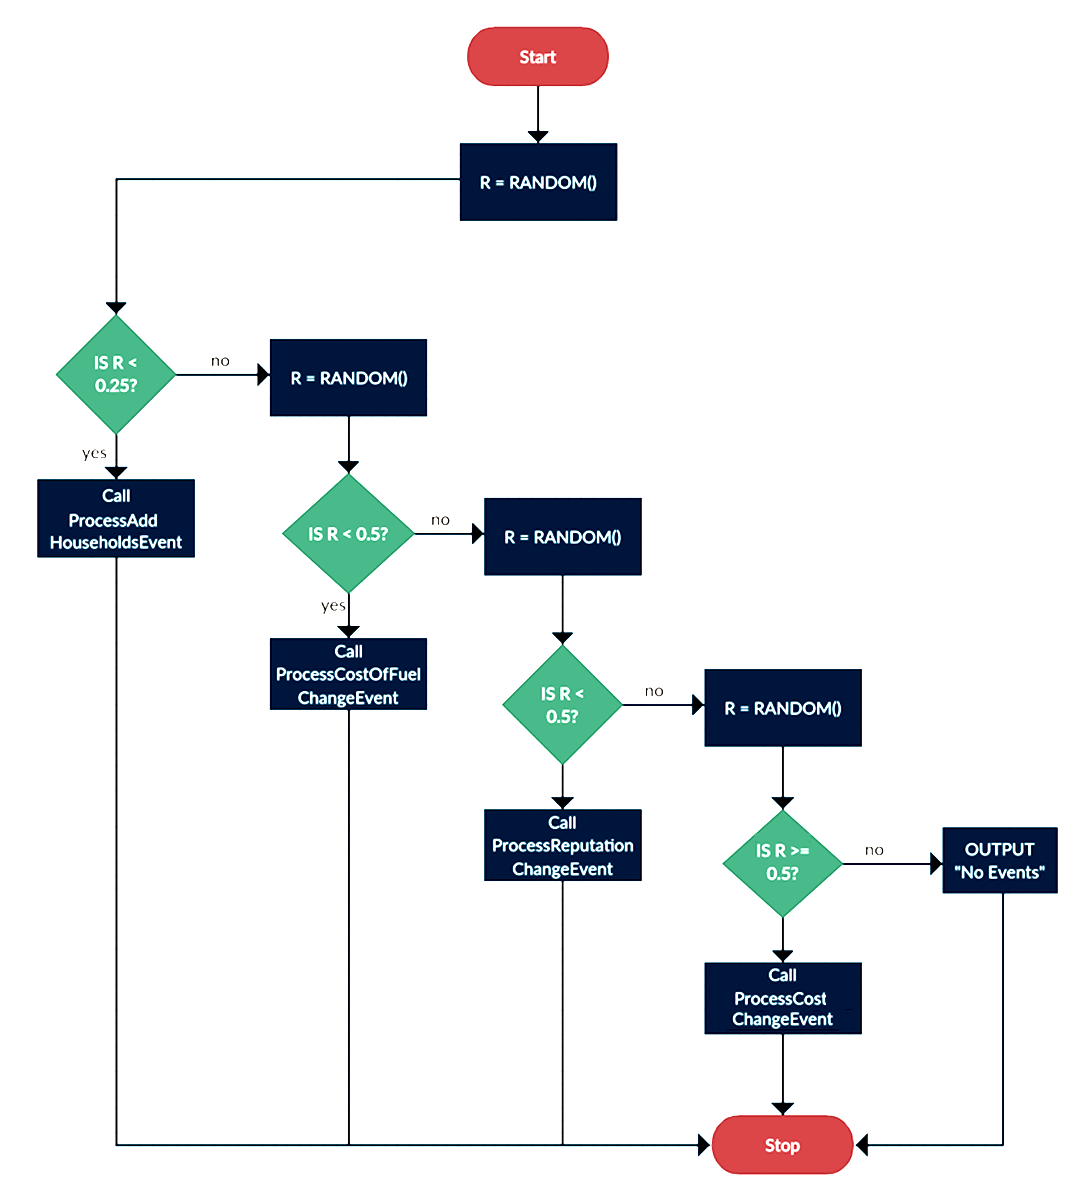 Start
R = RANDOM()
IS R <
0.25?
no
R = RANDOM()
yes
Call
ProcessAdd
HouseholdsEvent
IS R < 0.5?
no
R = RANDOM()
yes
Call
ProcessCostOfFuel
ChangeEvent
IS R <
0.5?
no
R = RANDOM()
Call
ProcessReputation
ChangeEvent
IS R >=
0.5?
no
OUTPUT
"No Events"
Call
ProcessCost
ChangeEvent
Stop